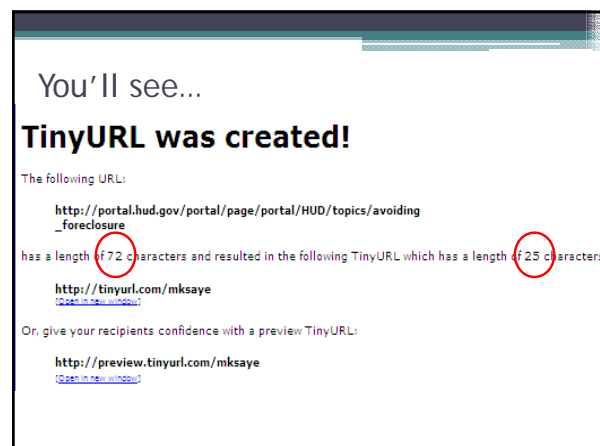 You'll see…
TinyURL was created!
The following URL:
http://portal.hud.gov/portal/page/portal/HUD/topics/avoiding
_foreclosure
has a length of 72 characters and resulted in the following TinyURL which has a length of 25 characters
http://tinyurl.com/mksaye
[Open in new window]
Or, give your recipients confidence with a preview TinyURL:
http://preview.tinyurl.com/mksaye
[Open in new window]